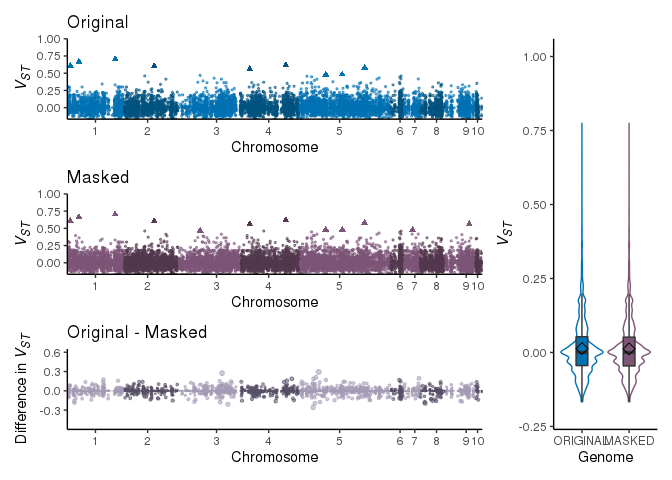 Original
V_ST
1.00
0.75
0.50
0.25
0.00
1 2 3 4 5 6 7 8 9 10
Chromosome
Masked
V_ST
1.00
0.75
0.50
0.25
0.00
1 2 3 4 5 6 7 8 9 10
Chromosome
Original - Masked
Difference in V_ST
0.6
0.3
0.0
-0.3
1 2 3 4 5 6 7 8 9 10
Chromosome
V_ST
1.00
0.75
0.50
0.25
0.00
-0.25
ORIGINAL MASKED
Genome